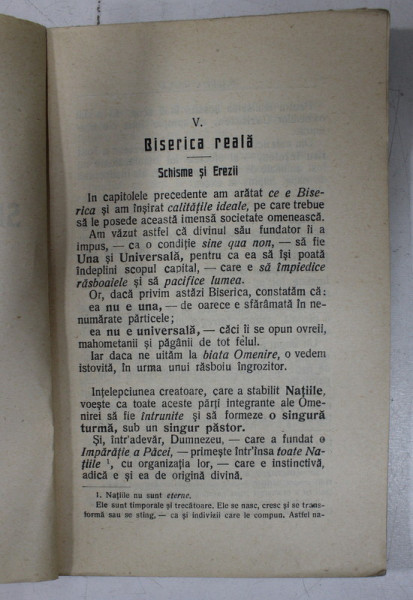 V.
Biserica reală
Schisme și Erezii
In capitolele precedente am arătat ce e Bise-
rica și am înșirat calitățile ideale, pe care trebue
să le posede această imensă societate omenească.
Am văzut astfel că divinul său fundator îi a
impus, — ca o condiție sine qua non, — să fie
Una și Universală, pentru ca ea să își poată
îndeplini scopul capital, — care e să împiedice
răsboaiele și să pacifice lumea.
Or, dacă privim astăzi Biserica, constatăm că:
ea nu e una, — de oarece e sfărâmată în ne-
numărate părticele;
ea nu e universală, — căci îi se opun ovreii,
mahometanii și păgânii de tot felul.
Iar daca ne uităm la biata Omenire, o vedem
istovită, în urma unui răsboiu îngrozitor.
Ințelepciunea creatoare, care a stabilit Națiile,
voește ca toate aceste părți integrante ale Ome-
nirei să fie întrunite și să formeze o singură
turmă, sub un singur păstor.
Și, într'adevăr, Dumnezeu, — care a fundat o
Impărăție a Păcei, — primește într'însa toate Na-
țiile ¹, cu organizația lor, — care e instinctivă,
adică e și ea de origină divină.
1. Națiile nu sunt eterne.
Ele sunt timporale și trecătoare. Ele se nasc, cresc și se trans-
formă sau se sting, — ca și indivizii care le compun. Astfel na-